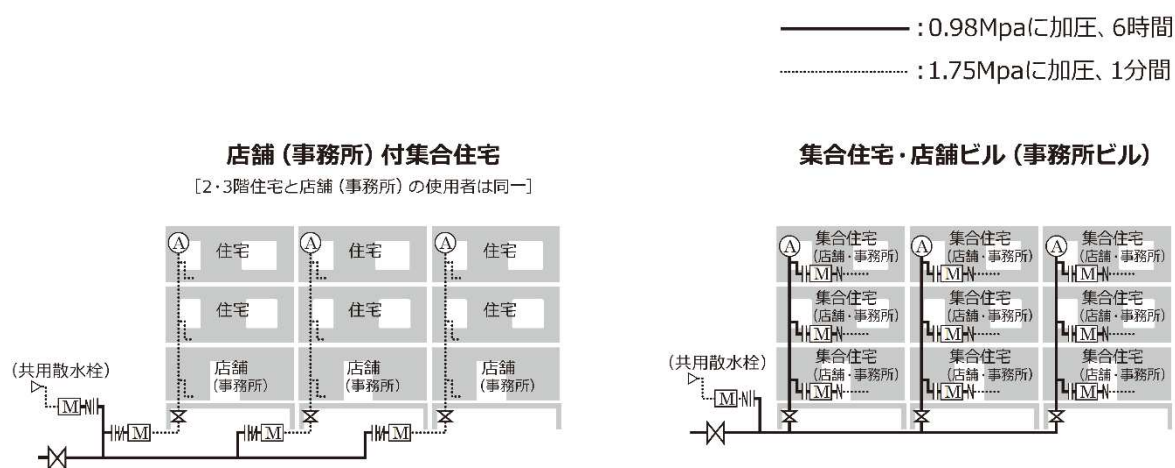 ：0.98Mpaに加圧、6時間
：1.75Mpaに加圧、1分間
店舗（事務所）付集合住宅
［2・3階住宅と店舗（事務所）の使用者は同一］
A 住宅 A 住宅 A 住宅
住宅 住宅 住宅
店舗 店舗 店舗
（事務所） （事務所） （事務所）
（共用散水栓）
M
M M M
集合住宅・店舗ビル（事務所ビル）
A 集合住宅 A 集合住宅 A 集合住宅
（店舗・事務所） （店舗・事務所） （店舗・事務所）
M M M
集合住宅 集合住宅 集合住宅
（店舗・事務所） （店舗・事務所） （店舗・事務所）
M M M
集合住宅 集合住宅 集合住宅
（店舗・事務所） （店舗・事務所） （店舗・事務所）
M M M
（共用散水栓）
M